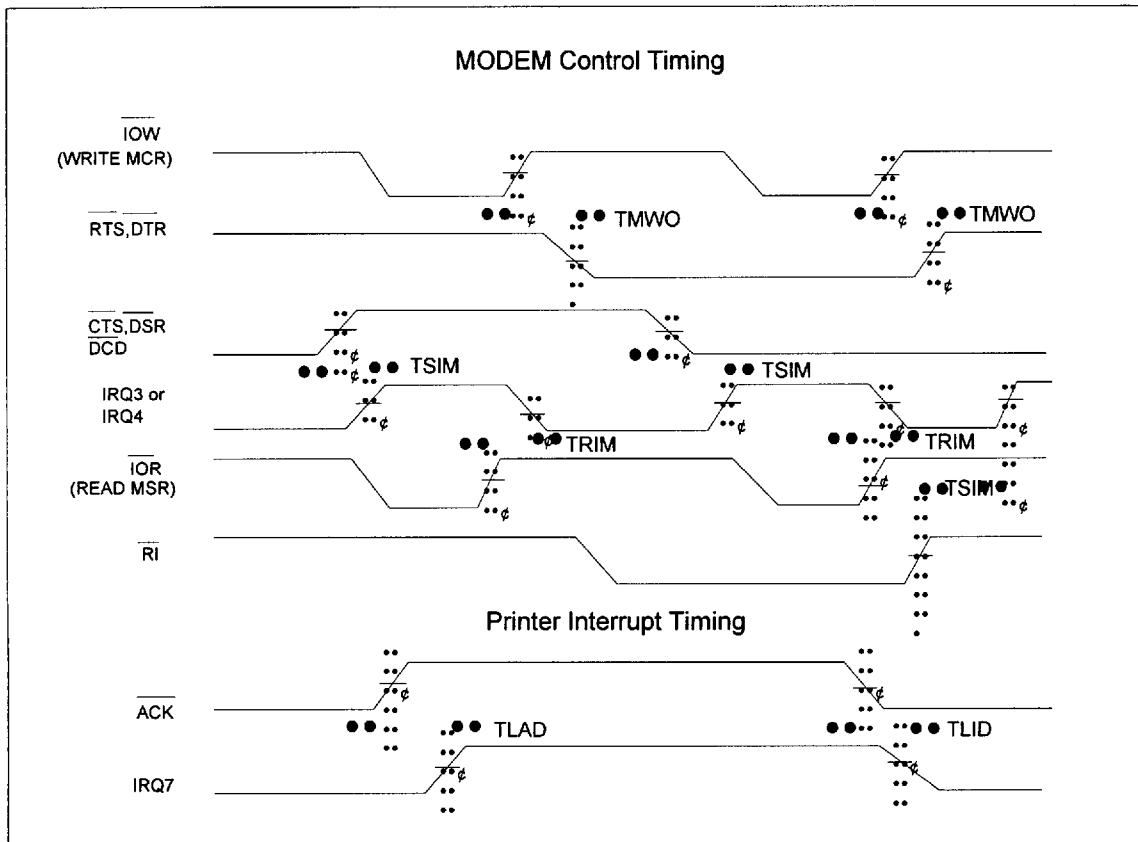 MODEM Control Timing
IOW
(WRITE MCR)
TMWO
TMWO
RTS,DTR
CTS,DSR
DCD
TSIM
TSIM
IRQ3 or
IRQ4
TRIM
TRIM
IOR
(READ MSR)
TSIM
RI
Printer Interrupt Timing
ACK
TLAD
TLID
IRQ7